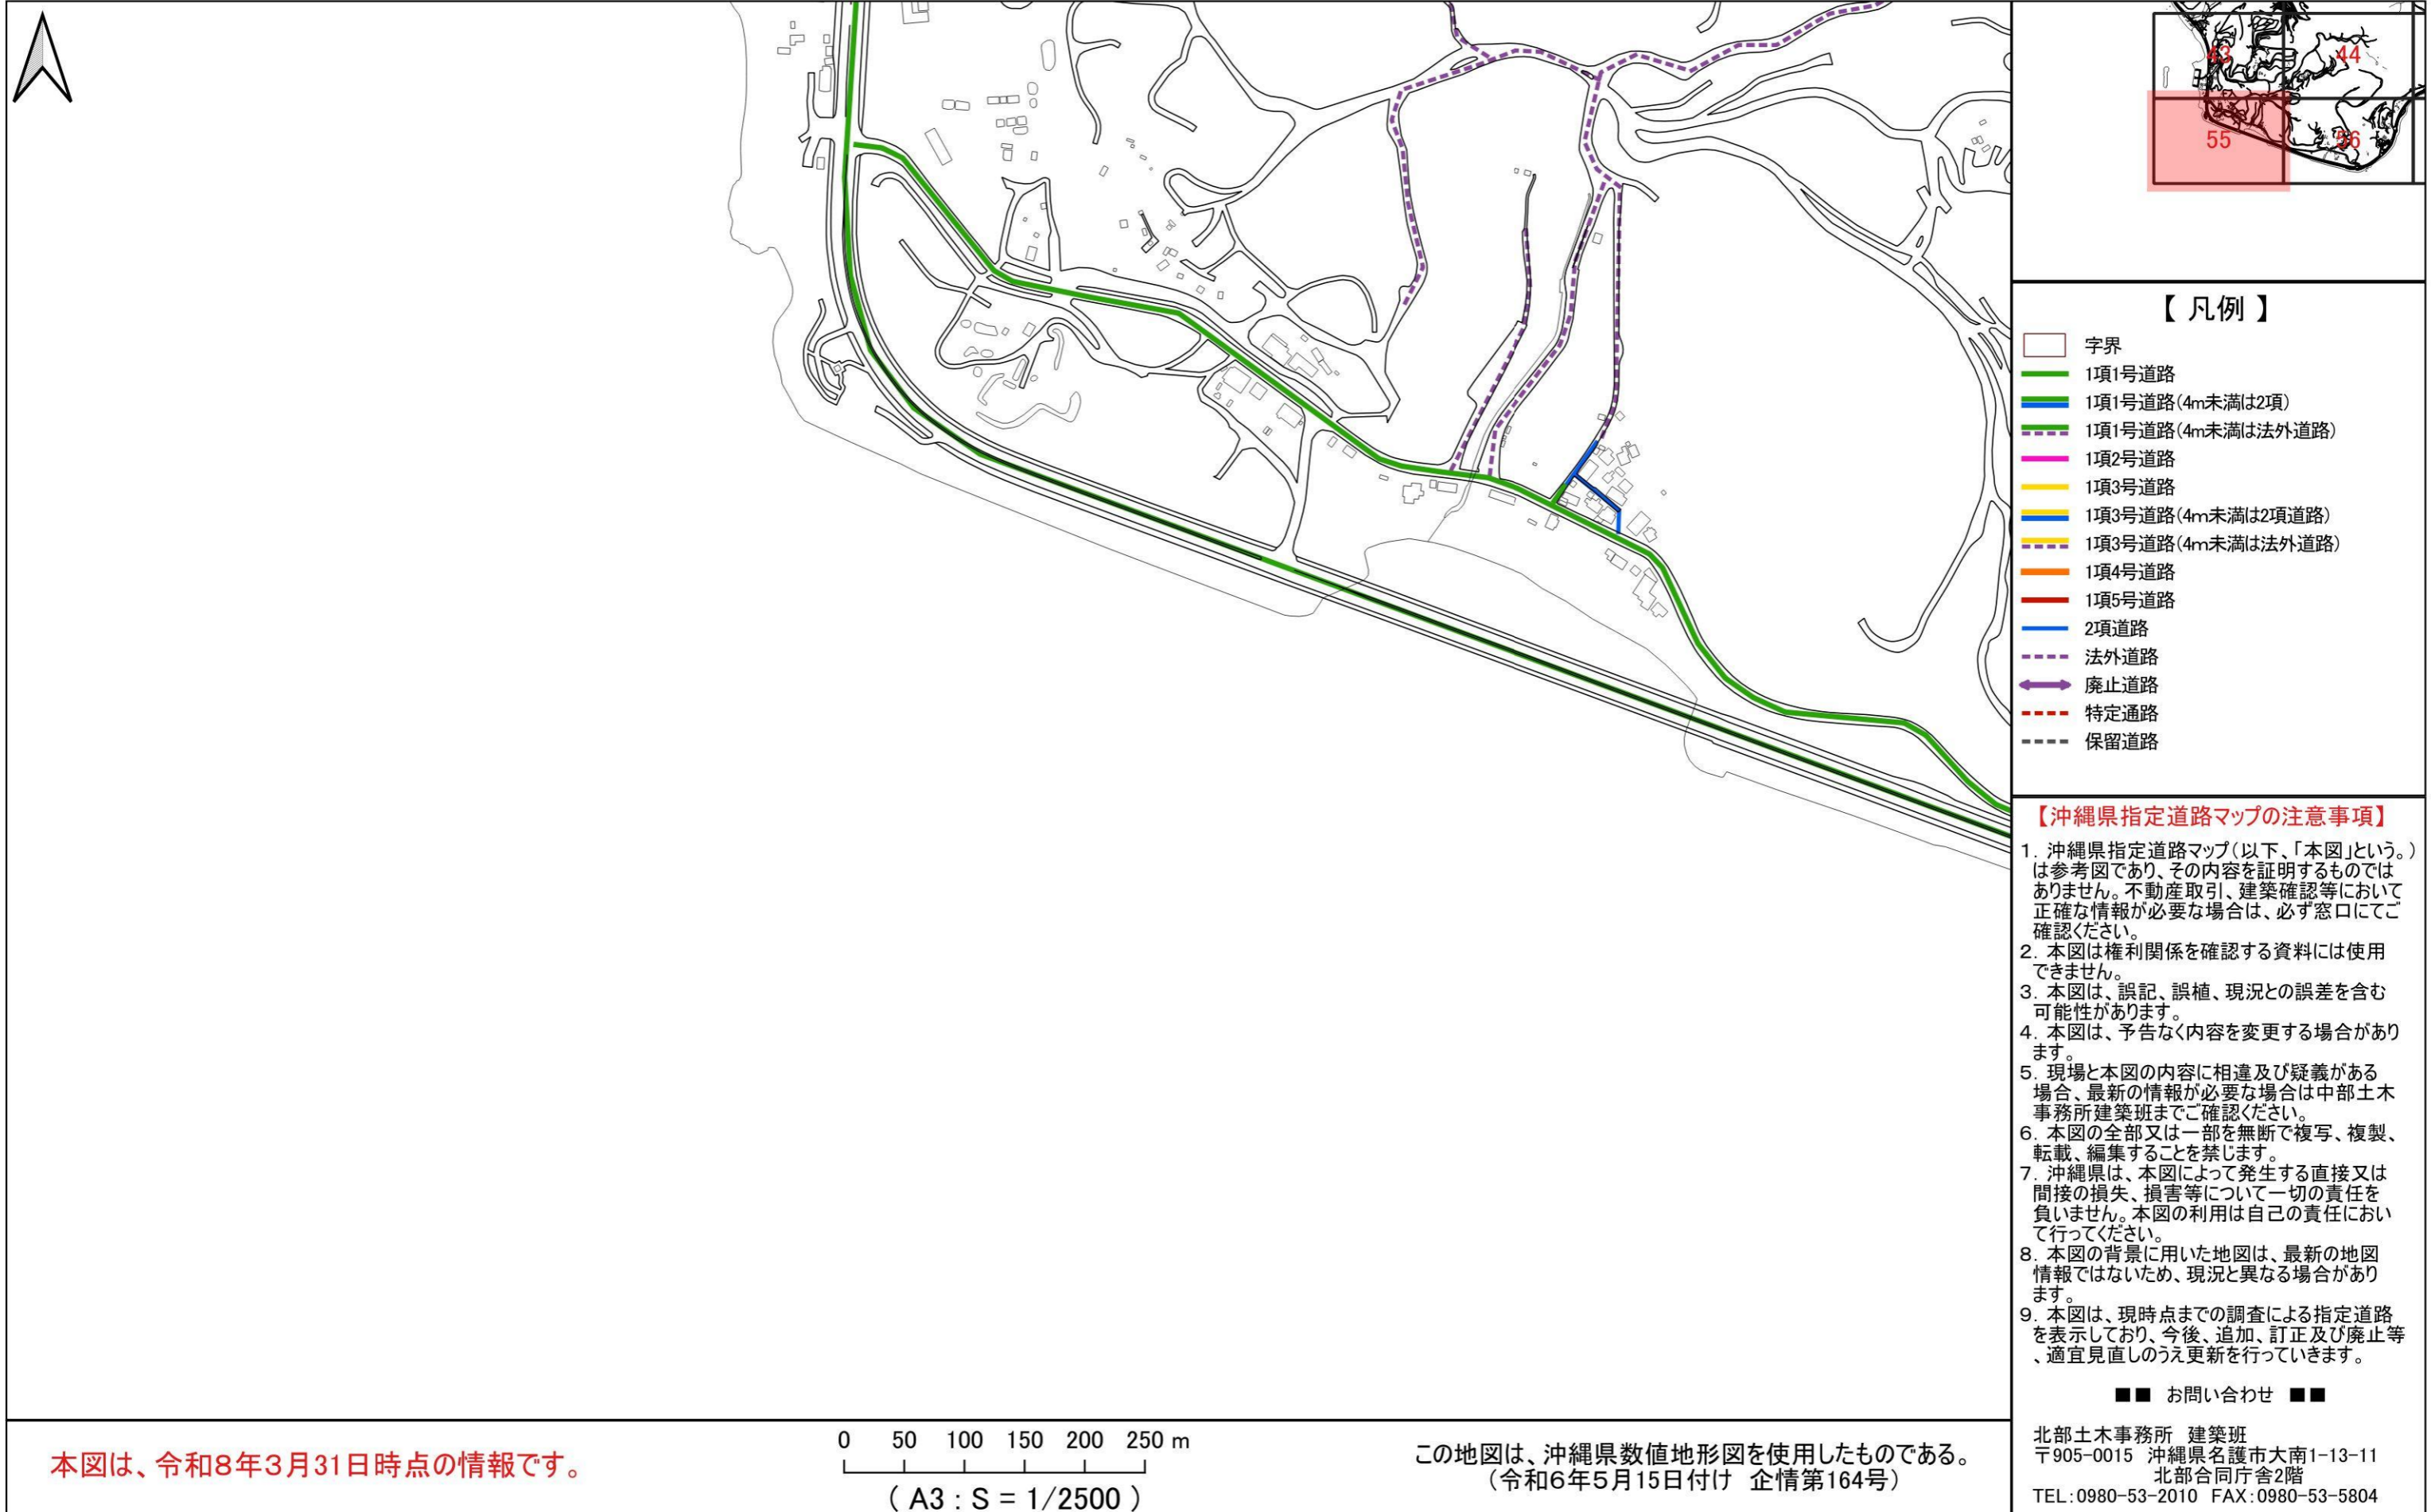 43
44
55
56
【 凡例 】
字界
1項1号道路
1項1号道路(4m未満は2項)
1項1号道路(4m未満は法外道路)
1項2号道路
1項3号道路
1項3号道路(4m未満は2項道路)
1項3号道路(4m未満は法外道路)
1項4号道路
1項5号道路
2項道路
法外道路
廃止道路
特定通路
保留道路
【沖縄県指定道路マップの注意事項】
1. 沖縄県指定道路マップ(以下、「本図」という。)
は参考図であり、その内容を証明するものでは
ありません。不動産取引、建築確認等において
正確な情報が必要な場合は、必ず窓口にてご
確認ください。
2. 本図は権利関係を確認する資料には使用
できません。
3. 本図は、誤記、誤植、現況との誤差を含む
可能性があります。
4. 本図は、予告なく内容を変更する場合があり
ます。
5. 現場と本図の内容に相違及び疑義がある
場合、最新の情報が必要な場合は中部土木
事務所建築班までご確認ください。
6. 本図の全部又は一部を無断で複写、複製、
転載、編集することを禁じます。
7. 沖縄県は、本図によって発生する直接又は
間接の損失、損害等について一切の責任を
負いません。本図の利用は自己の責任におい
て行ってください。
8. 本図の背景に用いた地図は、最新の地図
情報ではないため、現況と異なる場合があり
ます。
9. 本図は、現時点までの調査による指定道路
を表示しており、今後、追加、訂正及び廃止等
、適宜見直しのうえ更新を行っていきます。
■■ お問い合わせ ■■
北部土木事務所 建築班
〒905-0015 沖縄県名護市大南1-13-11
北部合同庁舎2階
TEL:0980-53-2010 FAX:0980-53-5804
本図は、令和8年3月31日時点の情報です。
0 50 100 150 200 250 m
( A3 : S = 1/2500 )
この地図は、沖縄県数値地形図を使用したものである。
(令和6年5月15日付け 企情第164号)